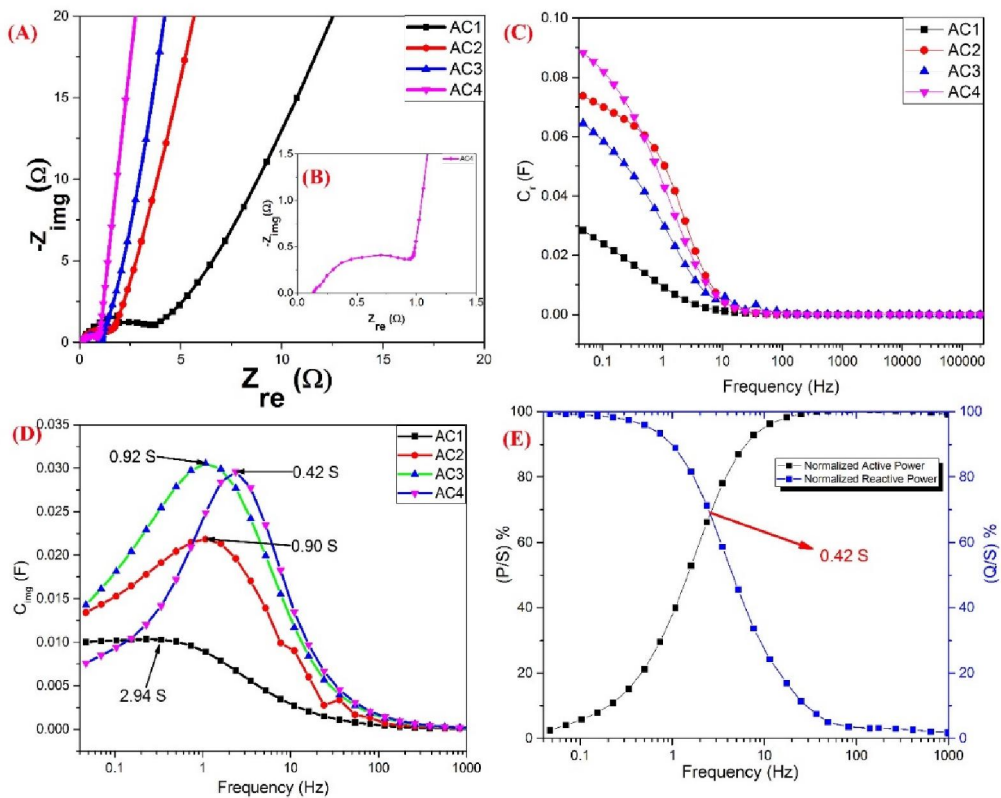 (A)
20
15
10
5
0
-Z img (Ω)
0 5 10 15 20
Z re (Ω)
AC1
AC2
AC3
AC4
(B)
1.5
1.0
0.5
0.0
-Z img (Ω)
0.0 0.5 1.0 1.5
Z re (Ω)
AC4
(C)
0.10
0.08
0.06
0.04
0.02
0.00
C r (F)
0.1 1 10 100 1000 10000 100000
Frequency (Hz)
AC1
AC2
AC3
AC4
(D)
0.035
0.030
0.025
0.020
0.015
0.010
0.005
0.000
C img (F)
0.92 S
0.42 S
0.90 S
2.94 S
0.1 1 10 100 1000
Frequency (Hz)
AC1
AC2
AC3
AC4
(E)
100
80
60
40
20
0
(P/S) %
Normalized Active Power
Normalized Reactive Power
0.42 S
0.1 1 10 100 1000
Frequency (Hz)
100
80
60
40
20
0
(Q/S) %